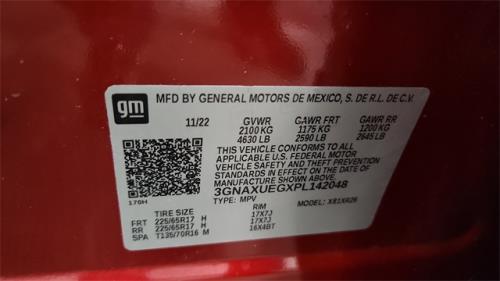 gm
MFD BY GENERAL MOTORS DE MEXICO, S. DE R.L. DE C.V.
11/22 GVWR GAWR FRT GAWR RR
2100 KG 1175 KG 1200 KG
4630 LB 2590 LB 2645 LB
THIS VEHICLE CONFORMS TO ALL
APPLICABLE U.S. FEDERAL MOTOR
VEHICLE SAFETY AND THEFT PREVENTION
STANDARDS IN EFFECT ON THE DATE OF
MANUFACTURE SHOWN ABOVE.
170H 3GNAXUEGXPL142048
TYPE: MPV MODEL: X81XR26
TIRE SIZE RIM
FRT 225/65R17 H 17X7J
RR 225/65R17 H 17X7J
SPA T135/70R16 M 16X4BT